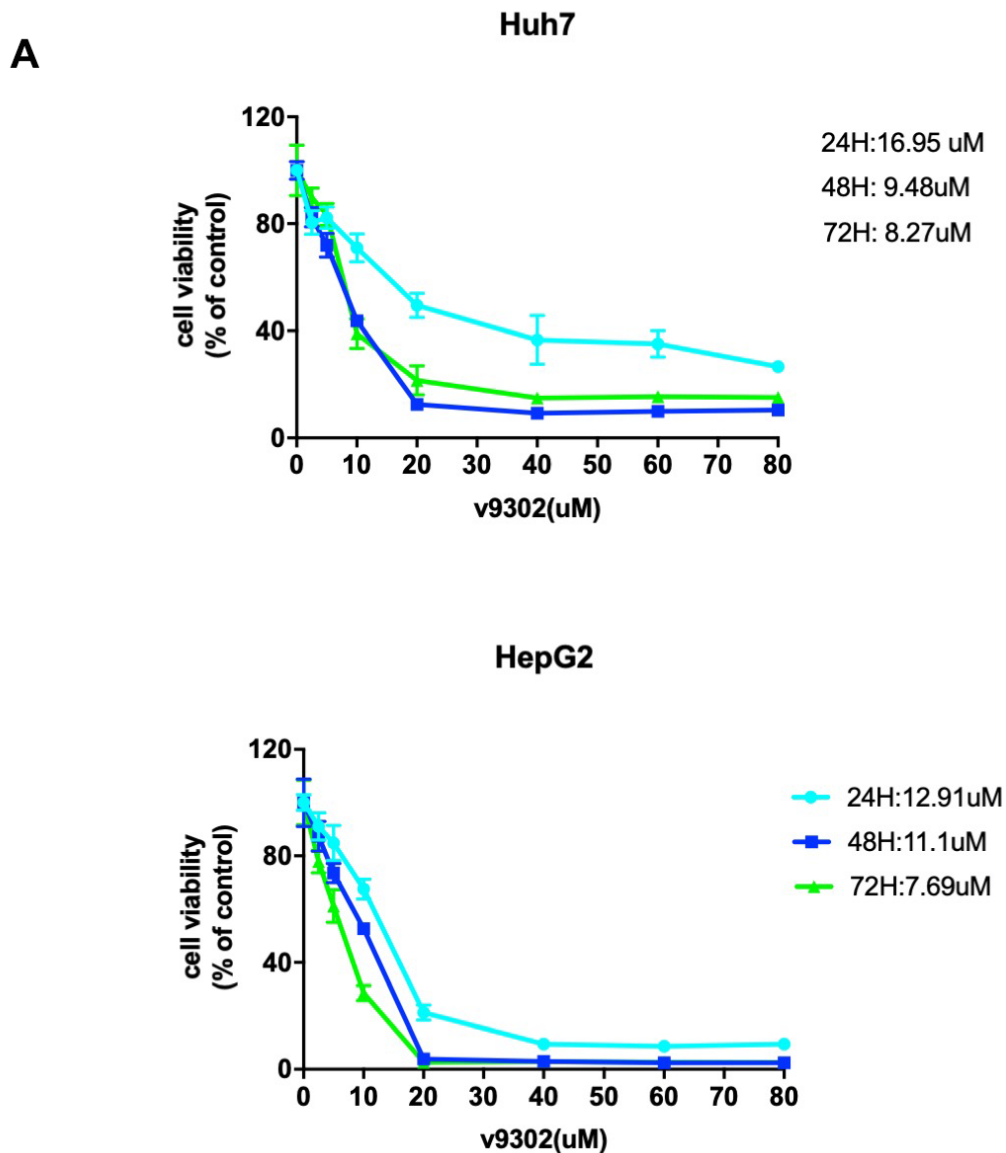 A
Huh7
120
80
40
0
cell viability
(% of control)
0 10 20 30 40 50 60 70 80
v9302(uM)
24H:16.95 uM
48H: 9.48uM
72H: 8.27uM
HepG2
120
80
40
0
cell viability
(% of control)
0 10 20 30 40 50 60 70 80
v9302(uM)
24H:12.91uM
48H:11.1uM
72H:7.69uM